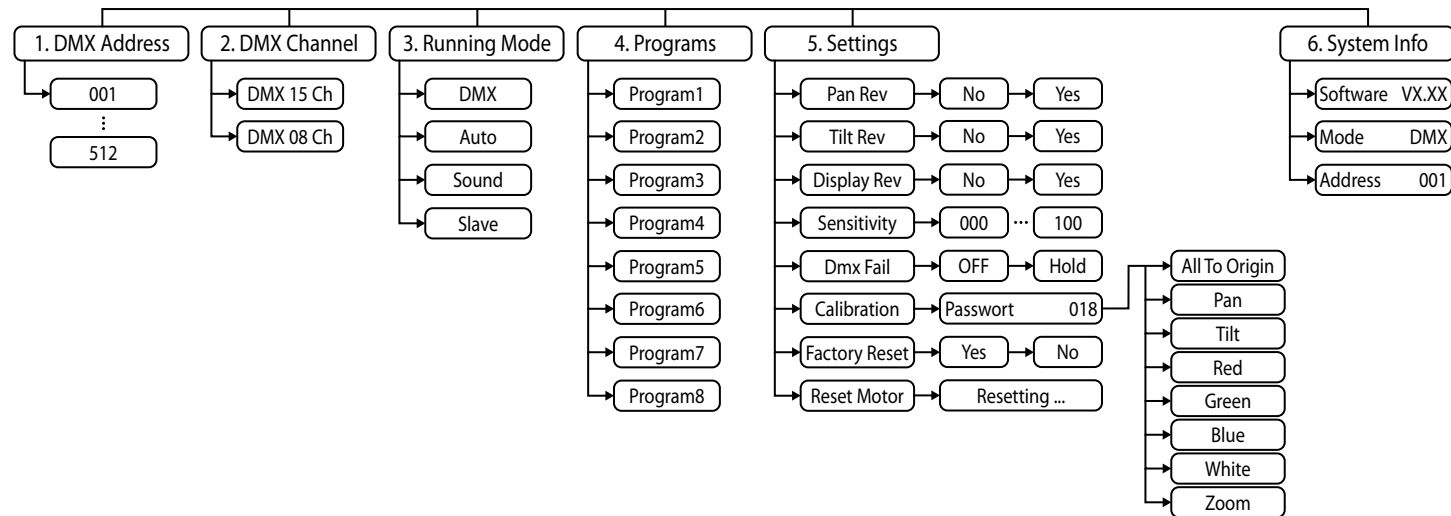 1. DMX Address
001
⋮
512
2. DMX Channel
DMX 15 Ch
DMX 08 Ch
3. Running Mode
DMX
Auto
Sound
Slave
4. Programs
Program1
Program2
Program3
Program4
Program5
Program6
Program7
Program8
5. Settings
Pan Rev No Yes
Tilt Rev No Yes
Display Rev No Yes
Sensitivity 000 ... 100
Dmx Fail OFF Hold
Calibration Passwort 018
All To Origin
Pan
Tilt
Red
Green
Blue
White
Zoom
Factory Reset Yes No
Reset Motor Resetting ...
6. System Info
Software VX.XX
Mode DMX
Address 001